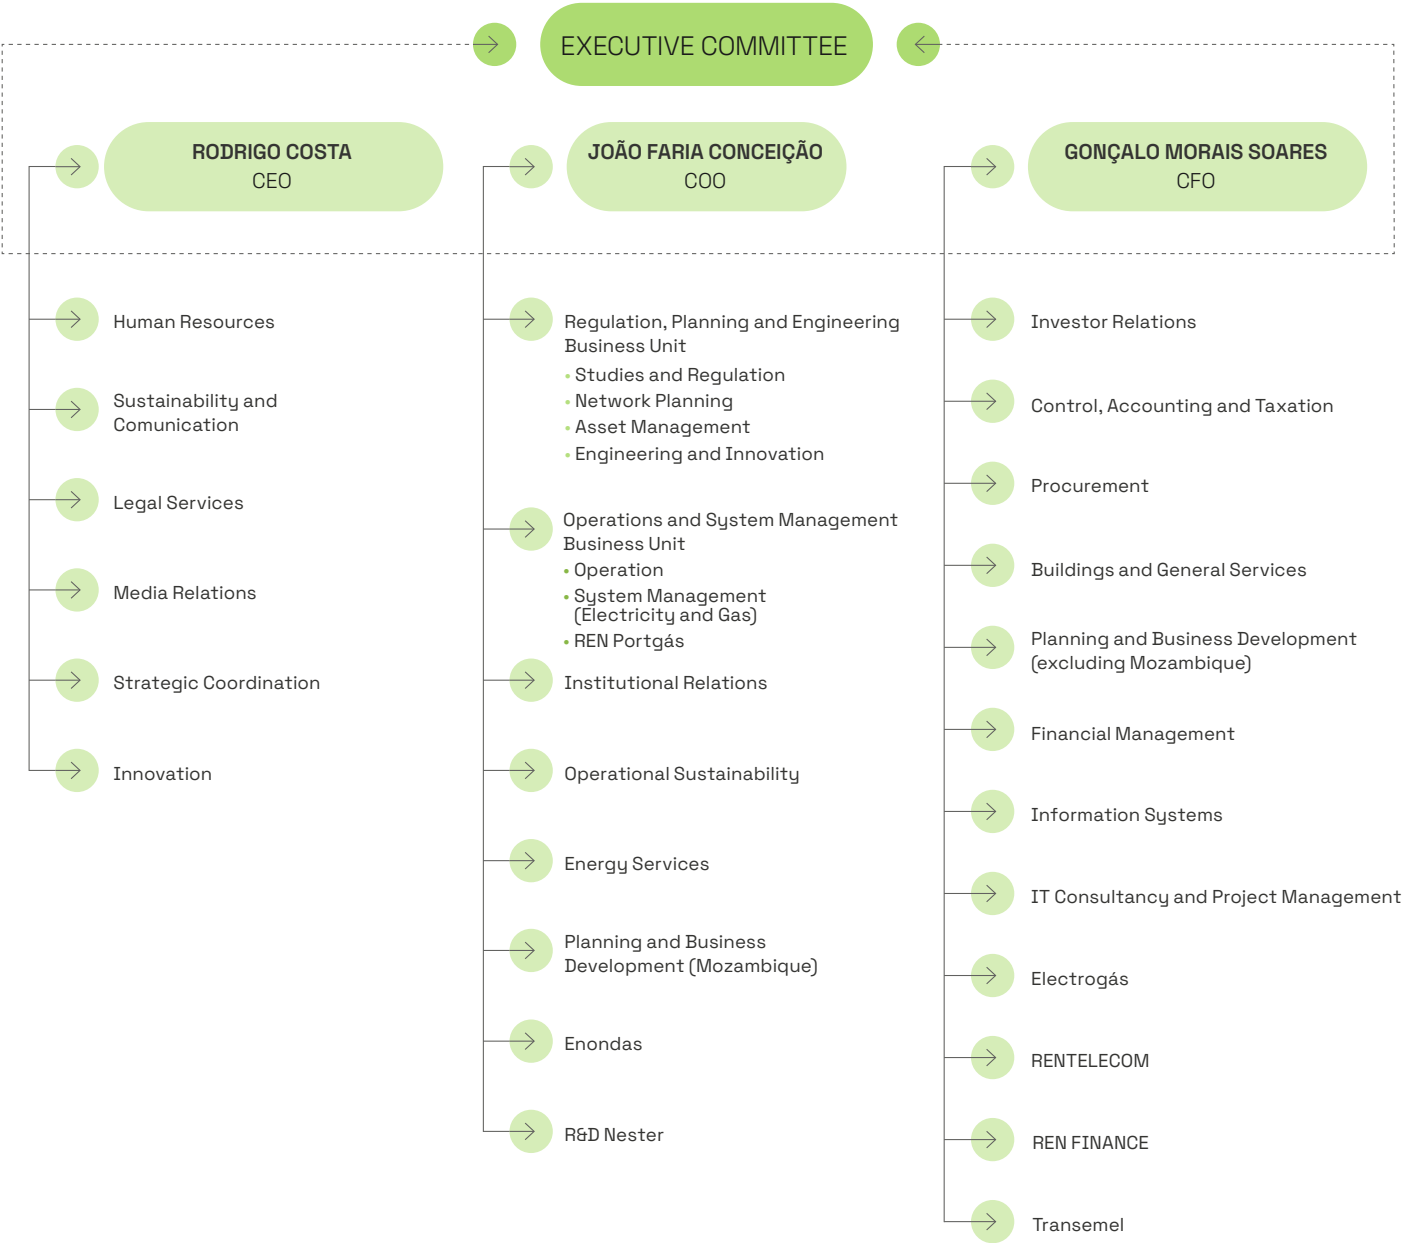 EXECUTIVE COMMITTEE
RODRIGO COSTA
CEO
Human Resources
Sustainability and
Comunication
Legal Services
Media Relations
Strategic Coordination
Innovation
JOÃO FARIA CONCEIÇÃO
COO
Regulation, Planning and Engineering
Business Unit
• Studies and Regulation
• Network Planning
• Asset Management
• Engineering and Innovation
Operations and System Management
Business Unit
• Operation
• System Management
(Electricity and Gas)
• REN Portgás
Institutional Relations
Operational Sustainability
Energy Services
Planning and Business
Development (Mozambique)
Enondas
R&D Nester
GONÇALO MORAIS SOARES
CFO
Investor Relations
Control, Accounting and Taxation
Procurement
Buildings and General Services
Planning and Business Development
(excluding Mozambique)
Financial Management
Information Systems
IT Consultancy and Project Management
Electrogás
RENTELECOM
REN FINANCE
Transemel